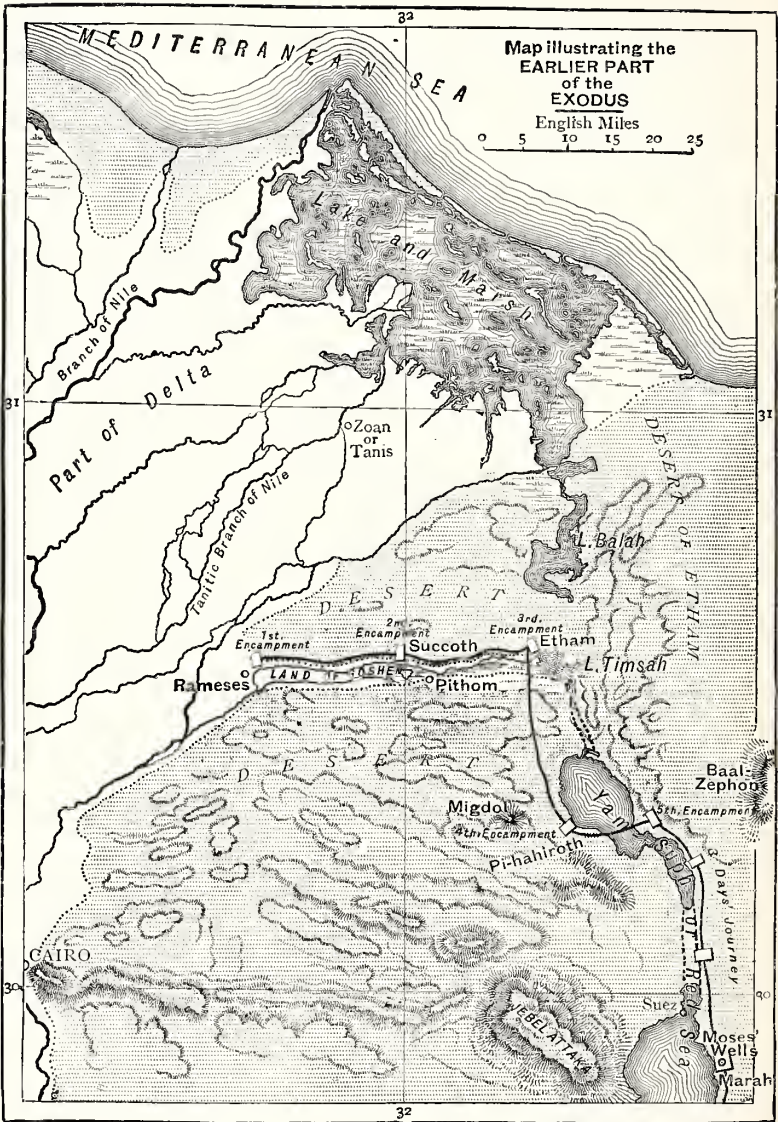 32
MEDITERRANEAN SEA
Map illustrating the
EARLIER PART
of the
EXODUS
English Miles
0 5 10 15 20 25
Lake and Marsh
Branch of Nile
Part of Delta
31
31
Zoan
or
Tanis
DESERT OF ETHAM
Tanitic Branch of Nile
L. Balah
DESERT
1st.
Encampment
2n
Encampment
3rd.
Encampment
Succoth
Etham
L. Timsah
Rameses
LAND OF GOSHEN
Pithom
DESERT
Baal-
Zephon
Migdol
4th. Encampment
5th. Encampment
Pi-hahiroth
Yam Suph or Red Sea
3 Days' Journey
CAIRO
30
30
Suez
JEBEL ATTAKA
Moses'
Wells
Marah
32